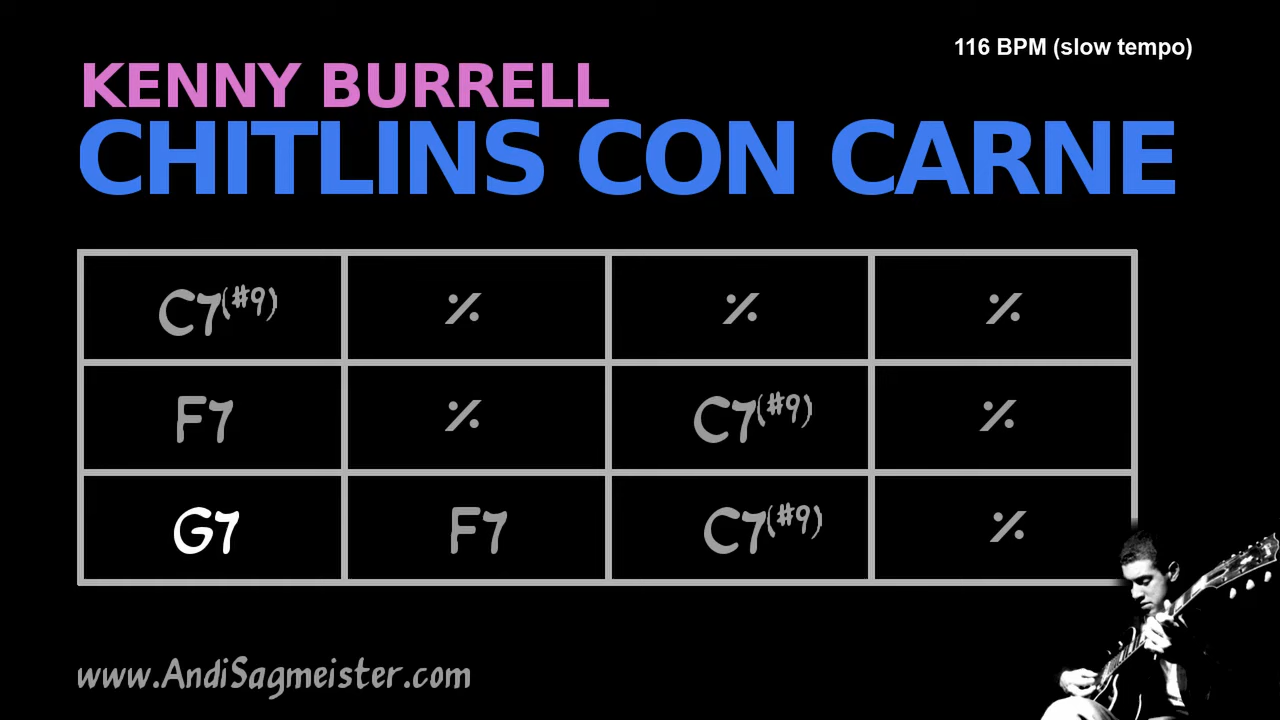 116 BPM (slow tempo)
KENNY BURRELL
CHITLINS CON CARNE
C7(#9) % % %
F7 % C7(#9) %
G7 F7 C7(#9) %
www.AndiSagmeister.com